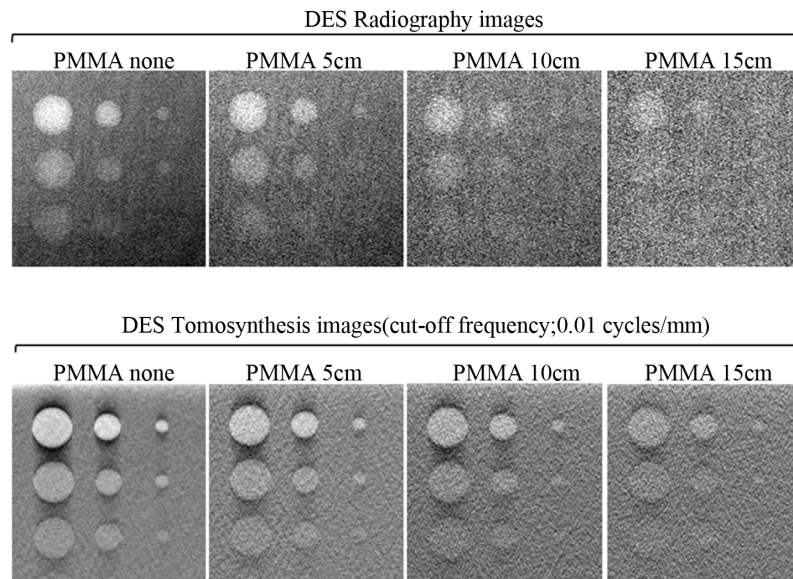 DES Radiography images
PMMA none PMMA 5cm PMMA 10cm PMMA 15cm
DES Tomosynthesis images(cut-off frequency;0.01 cycles/mm)
PMMA none PMMA 5cm PMMA 10cm PMMA 15cm